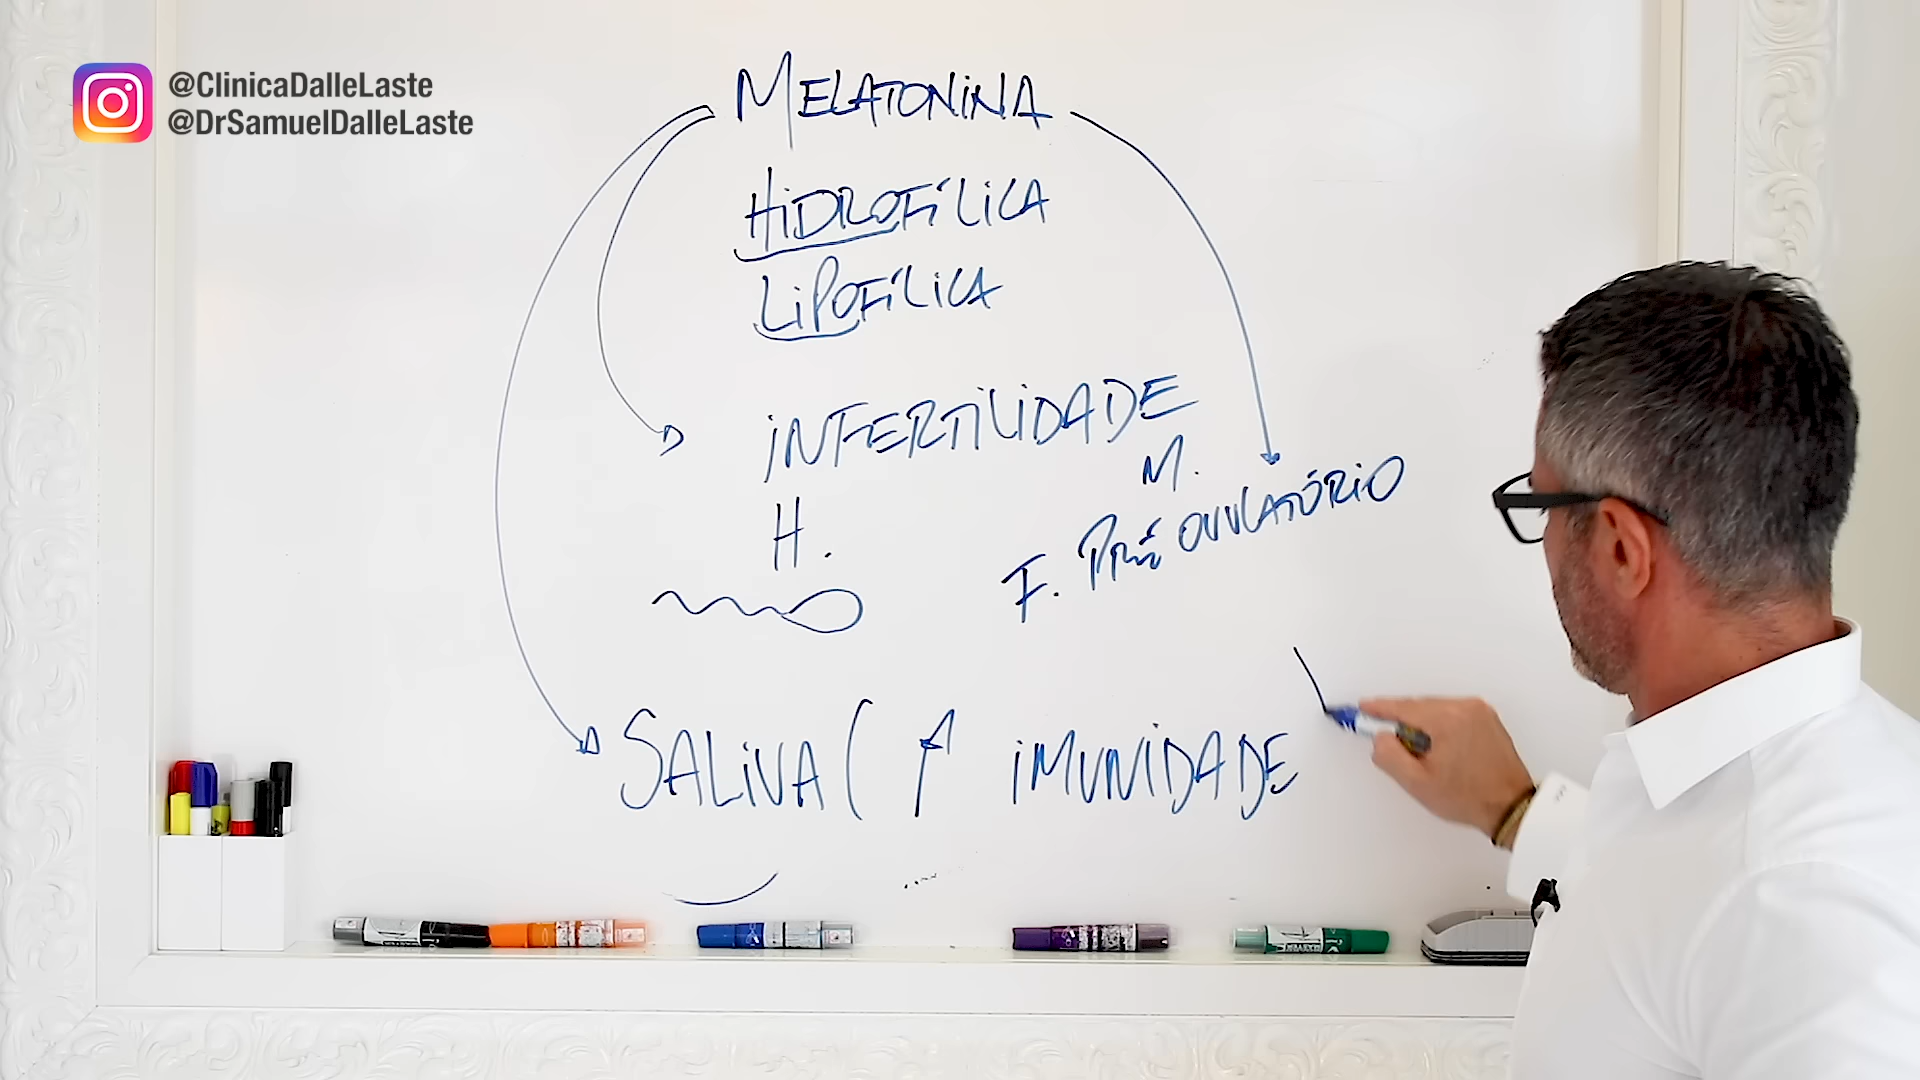 @ClinicaDalleLaste
@DrSamuelDalleLaste
MELATONINA
HIDROFÍLICA
LIPOFÍLICA
INFERTILIDADE
H.
M.
F. PRÉ OVULATÓRIO
SALIVA ( ↑ IMUNIDADE